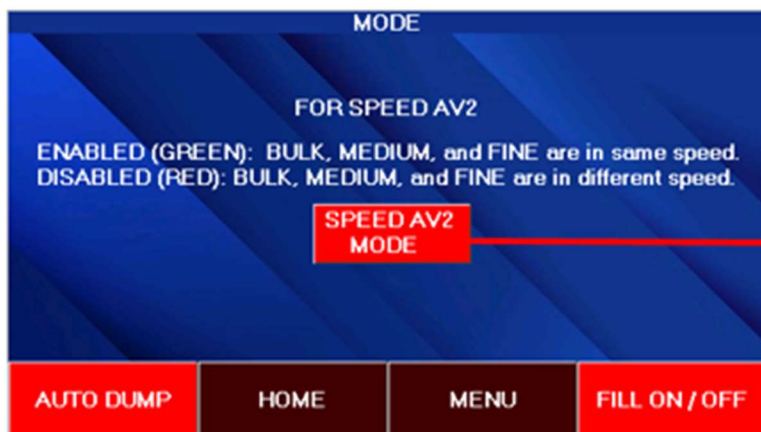 MODE
FOR SPEED AV2
ENABLED (GREEN): BULK, MEDIUM, and FINE are in same speed.
DISABLED (RED): BULK, MEDIUM, and FINE are in different speed.
SPEED AV2
MODE
AUTO DUMP
HOME
MENU
FILL ON / OFF